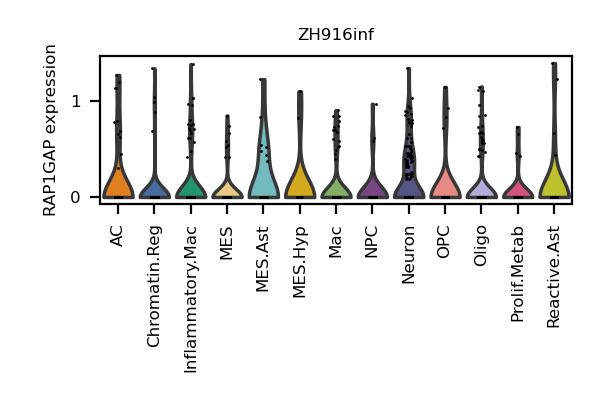 ZH916inf
RAP1GAP expression
1
0
AC
Chromatin.Reg
Inflammatory.Mac
MES
MES.Ast
MES.Hyp
Mac
NPC
Neuron
OPC
Oligo
Prolif.Metab
Reactive.Ast